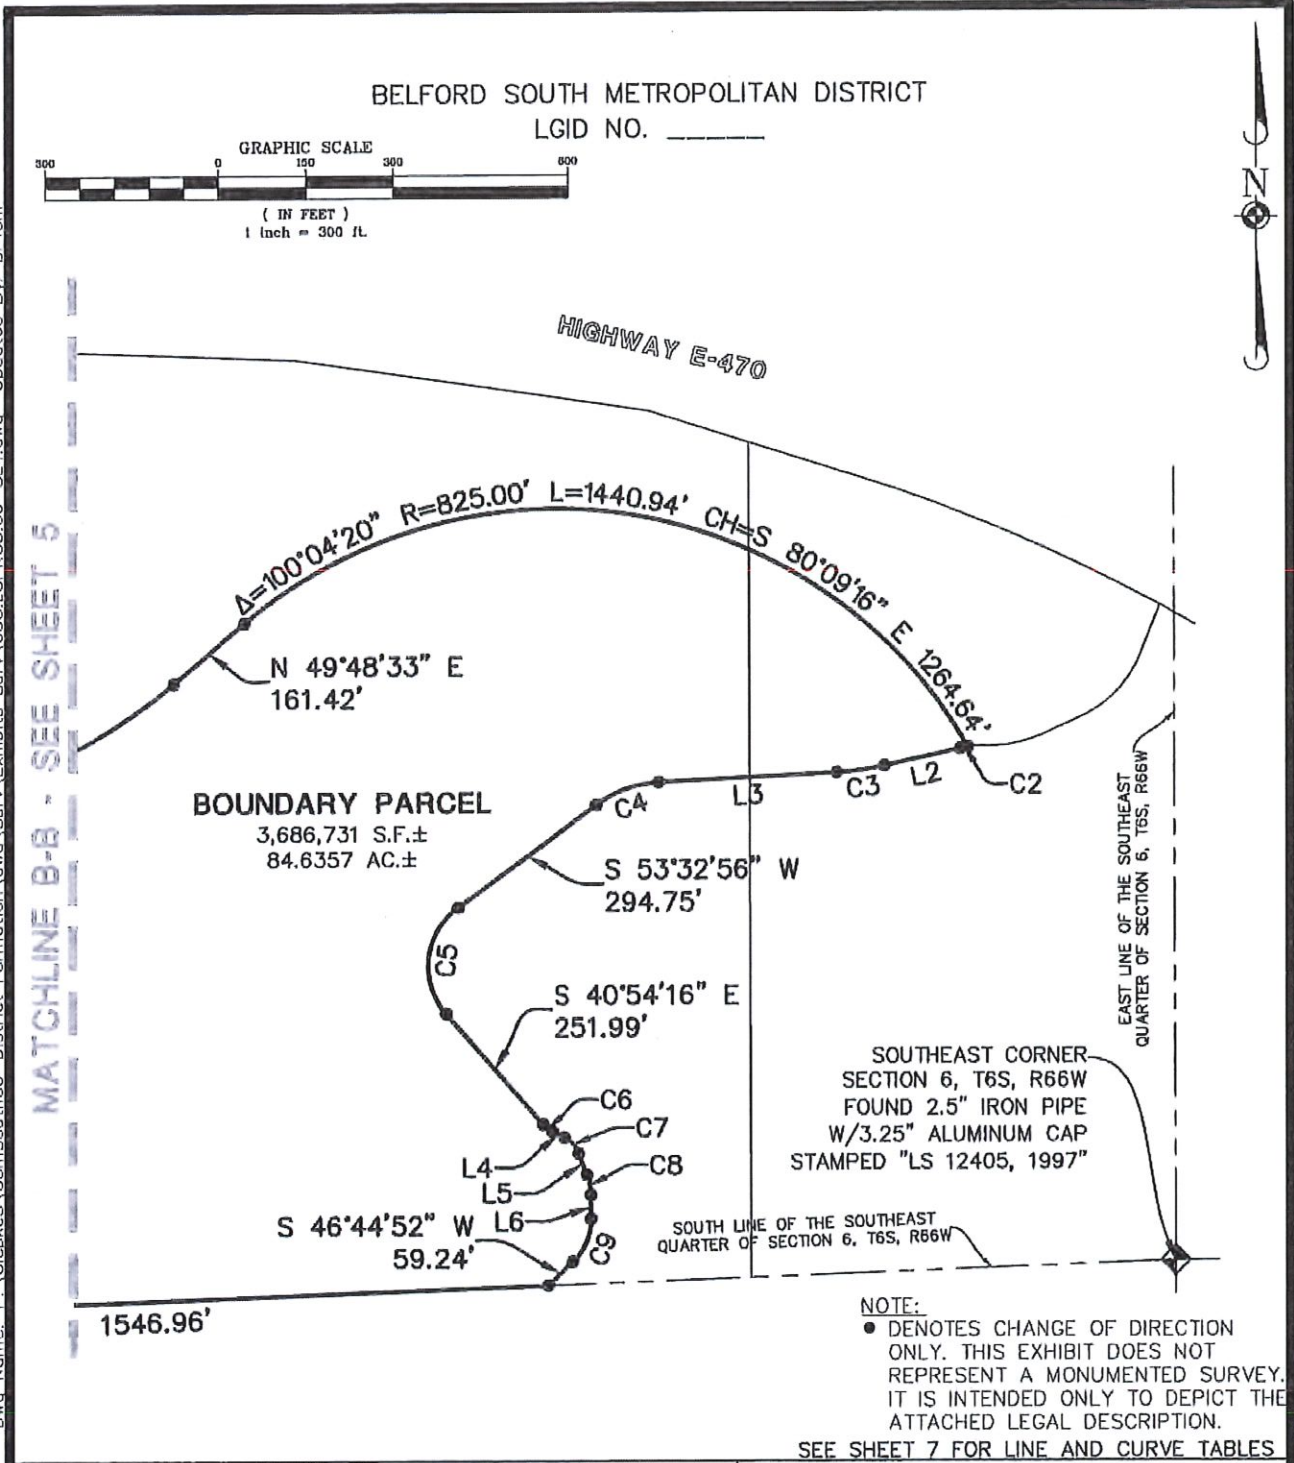 BELFORD SOUTH METROPOLITAN DISTRICT
LGID NO. _____
GRAPHIC SCALE
300 0 150 300 600
( IN FEET )
1 inch = 300 ft.
N
HIGHWAY E-470
Δ=100°04'20" R=825.00' L=1440.94' CH=S 80°09'16" E 1264.64'
MATCHLINE B-B - SEE SHEET 5
N 49°48'33" E
161.42'
BOUNDARY PARCEL
3,686,731 S.F.±
84.6357 AC.±
C4
L3
C3
L2
C2
S 53°32'56" W
294.75'
C5
S 40°54'16" E
251.99'
EAST LINE OF THE SOUTHEAST
QUARTER OF SECTION 6, T6S, R66W
SOUTHEAST CORNER
SECTION 6, T6S, R66W
FOUND 2.5" IRON PIPE
W/3.25" ALUMINUM CAP
STAMPED "LS 12405, 1997"
C6
C7
L4
C8
L5
L6
S 46°44'52" W
59.24'
C9
SOUTH LINE OF THE SOUTHEAST
QUARTER OF SECTION 6, T6S, R66W
1546.96'
NOTE:
● DENOTES CHANGE OF DIRECTION
ONLY. THIS EXHIBIT DOES NOT
REPRESENT A MONUMENTED SURVEY.
IT IS INTENDED ONLY TO DEPICT THE
ATTACHED LEGAL DESCRIPTION.
SEE SHEET 7 FOR LINE AND CURVE TABLES